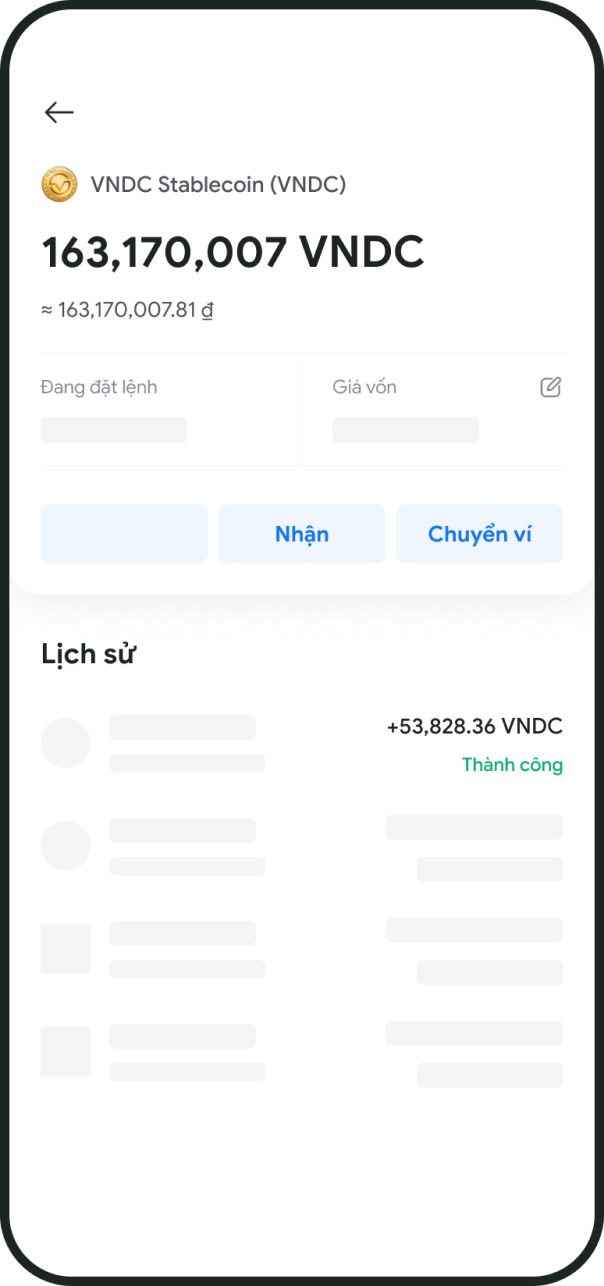 VNDC Stablecoin (VNDC)
163,170,007 VNDC
≈ 163,170,007.81 ₫
Đang đặt lệnh
Giá vốn
Nhận
Chuyển ví
Lịch sử
+53,828.36 VNDC
Thành công